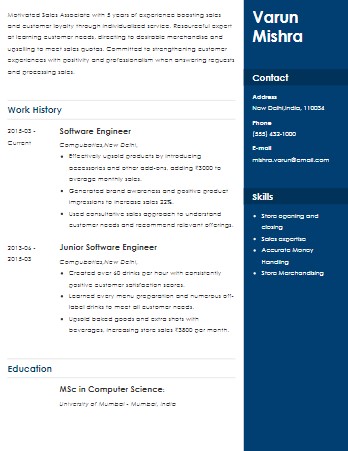 Motivated Sales Associate with 5 years of experience boosting sales
and customer loyalty through individualized service. Resourceful expert
at learning customer needs, directing to desirable merchandise and
upselling to meet sales quotas. Committed to strengthening customer
experiences with positivity and professionalism when answering requests
and processing sales.
Work History
2015-03 -
Current
Software Engineer
Compuberies,New Delhi,
Effectively upsold products by introducing
accessories and other add-ons, adding ₹3000 to
average monthly sales.
Generated brand awareness and positive product
impressions to increase sales 22%.
Used consultative sales approach to understand
customer needs and recommend relevant offerings.
2013-06 -
2015-03
Junior Software Engineer
Compuberies,New Delhi,
Created over 60 drinks per hour with consistently
positive customer satisfaction scores.
Learned every menu preparation and numerous off-
label drinks to meet all customer needs.
Upsold baked goods and extra shots with
beverages, increasing store sales ₹3800 per month.
Education
MSc in Computer Science:
University of Mumbai - Mumbai, India
Varun
Mishra
Contact
Address
New Delhi,India, 110034
Phone
(555) 432-1000
E-mail
mishra.varun@email.com
Skills
Store opening and
closing
Sales expertise
Accurate Money
Handling
Store Merchandising